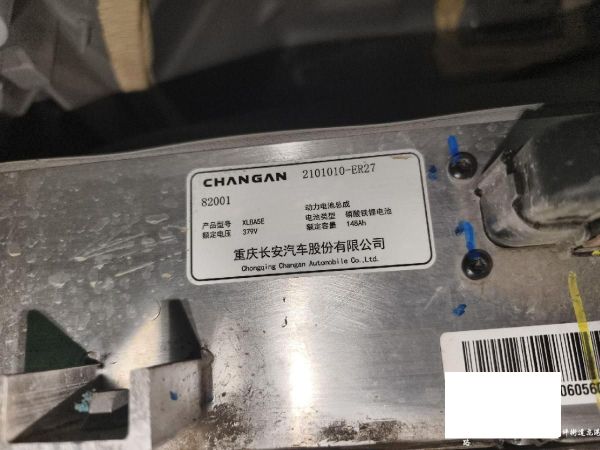 CHANGAN 2101010-ER27
82001 动力电池总成
产品型号 XLBA5E 电池类型 磷酸铁锂电池
额定电压 379V 额定容量 148Ah
重庆长安汽车股份有限公司
Chongqing Changan Automobile Co.,Ltd.
060560